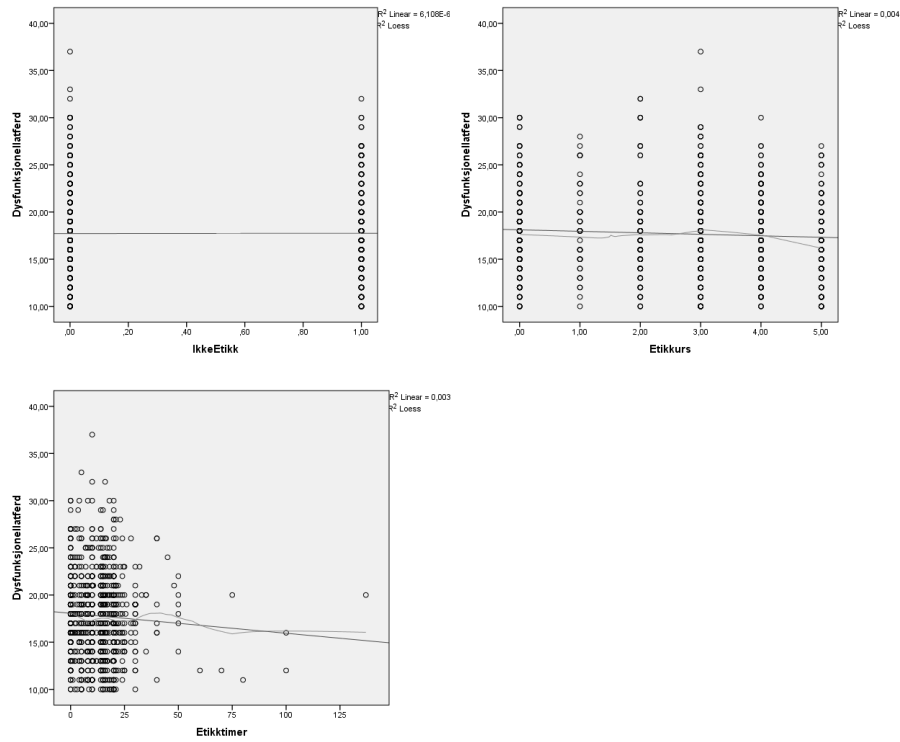 R² Linear = 6,108E-6
R² Loess
40,00
35,00
30,00
25,00
20,00
15,00
10,00
Dysfunksjonellatferd
,00 ,20 ,40 ,60 ,80 1,00
IkkeEtikk
R² Linear = 0,004
R² Loess
40,00
35,00
30,00
25,00
20,00
15,00
10,00
Dysfunksjonellatferd
,00 1,00 2,00 3,00 4,00 5,00
Etikkurs
R² Linear = 0,003
R² Loess
40,00
35,00
30,00
25,00
20,00
15,00
10,00
Dysfunksjonellatferd
0 25 50 75 100 125
Etikktimer